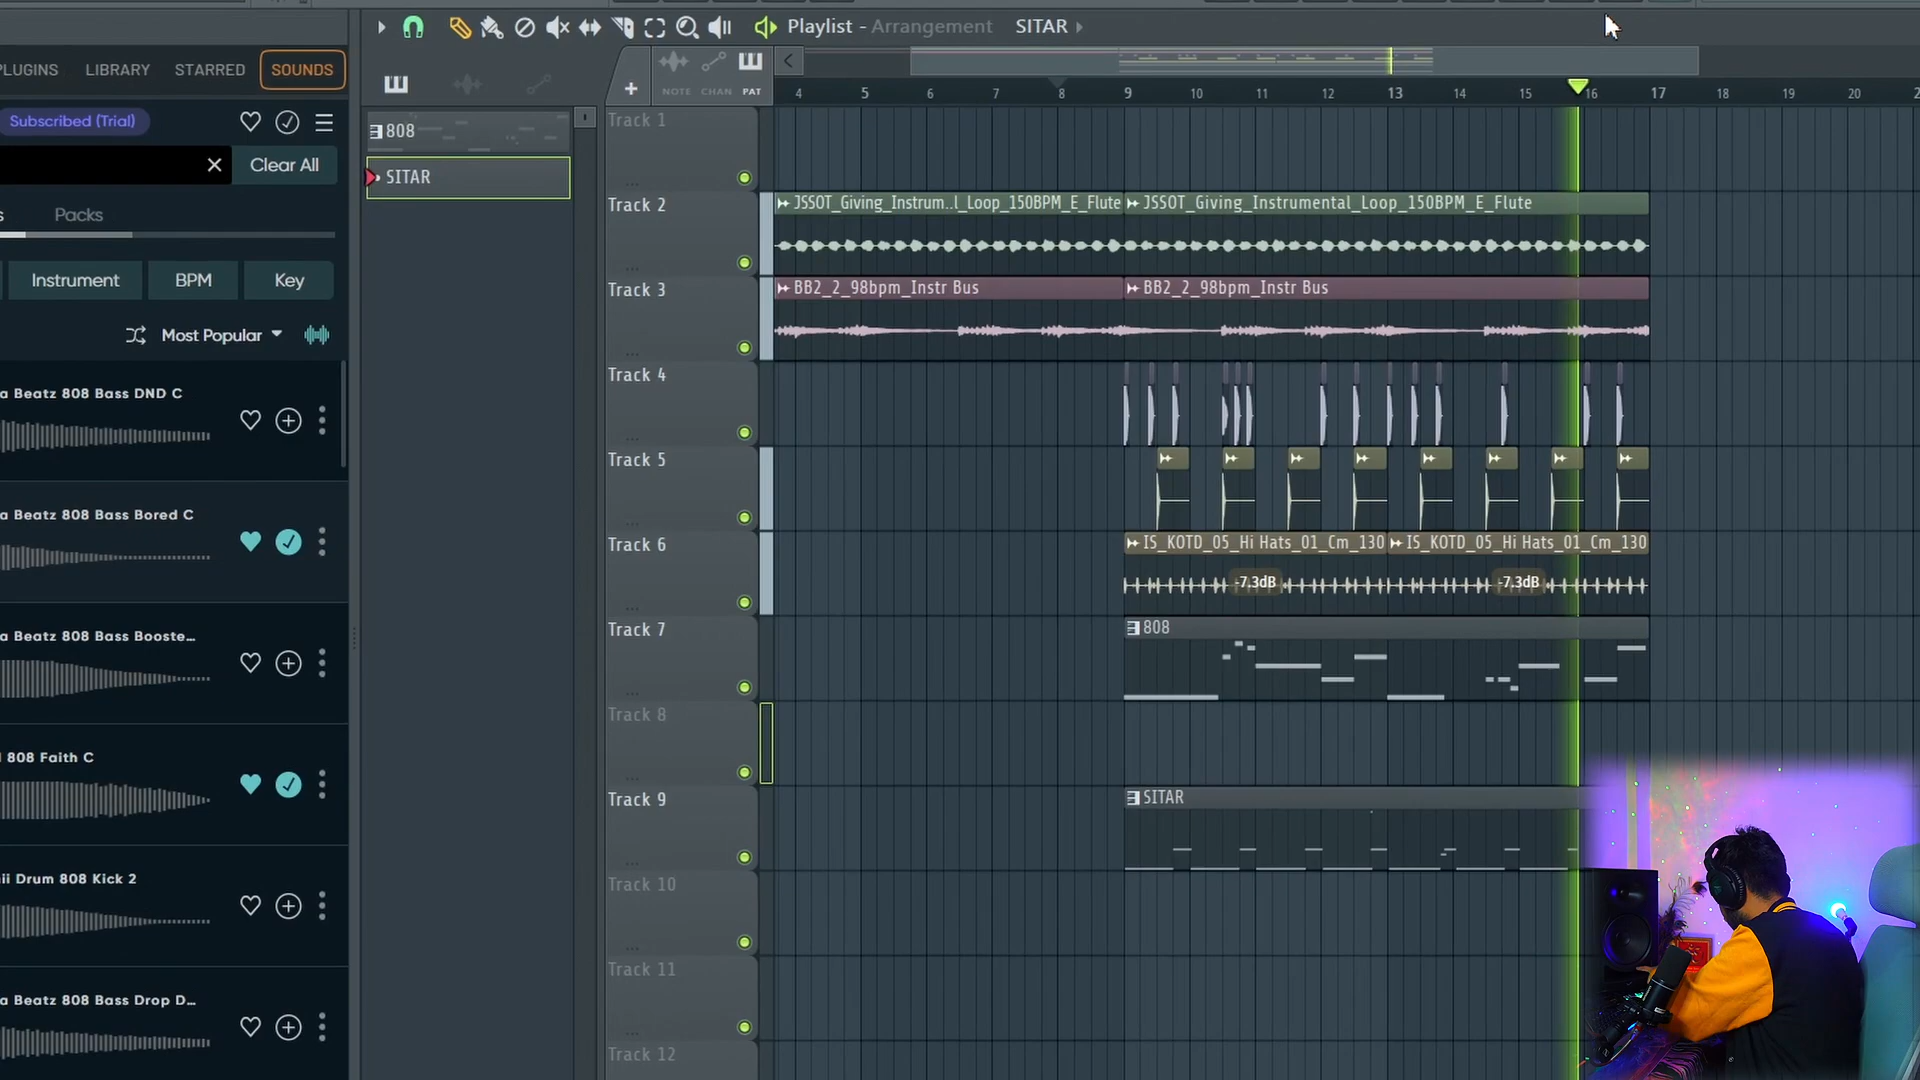 Playlist - Arrangement SITAR
PLUGINS LIBRARY STARRED SOUNDS
NOTE CHAN PAT
4 5 6 7 8 9 10 11 12 13 14 15 16 17 18 19 20
Subscribed (Trial)
Clear All
Packs
Instrument BPM Key
Most Popular
808
SITAR
Beatz 808 Bass DND C
Beatz 808 Bass Bored C
Beatz 808 Bass Booste...
808 Faith C
Drum 808 Kick 2
Beatz 808 Bass Drop D...
Track 1
Track 2
JSSOT_Giving_Instrum..l_Loop_150BPM_E_Flute
JSSOT_Giving_Instrumental_Loop_150BPM_E_Flute
Track 3
BB2_2_98bpm_Instr Bus
BB2_2_98bpm_Instr Bus
Track 4
Track 5
Track 6
IS_KOTD_05_Hi Hats_01_Cm_130
IS_KOTD_05_Hi Hats_01_Cm_130
-7.3dB
-7.3dB
Track 7
808
Track 8
Track 9
SITAR
Track 10
Track 11
Track 12